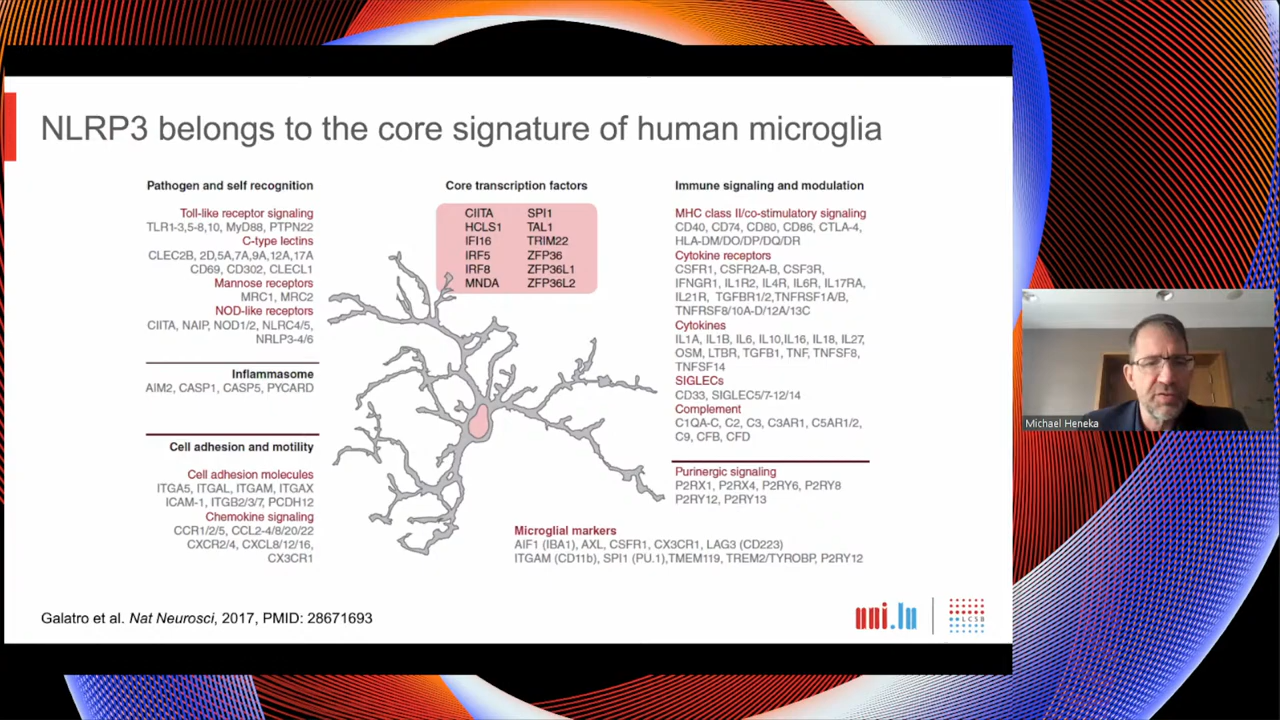 NLRP3 belongs to the core signature of human microglia
Pathogen and self recognition
Toll-like receptor signaling
TLR1-3,5-8,10, MyD88, PTPN22
C-type lectins
CLEC2B, 2D,5A,7A,9A,12A,17A
CD69, CD302, CLECL1
Mannose receptors
MRC1, MRC2
NOD-like receptors
CIITA, NAIP, NOD1/2, NLRC4/5,
NRLP3-4/6
Inflammasome
AIM2, CASP1, CASP5, PYCARD
Cell adhesion and motility
Cell adhesion molecules
ITGA5, ITGAL, ITGAM, ITGAX
ICAM-1, ITGB2/3/7, PCDH12
Chemokine signaling
CCR1/2/5, CCL2-4/8/20/22
CXCR2/4, CXCL8/12/16,
CX3CR1
Core transcription factors
CIITA SPI1
HCLS1 TAL1
IFI16 TRIM22
IRF5 ZFP36
IRF8 ZFP36L1
MNDA ZFP36L2
Immune signaling and modulation
MHC class II/co-stimulatory signaling
CD40, CD74, CD80, CD86, CTLA-4,
HLA-DM/DO/DP/DQ/DR
Cytokine receptors
CSFR1, CSFR2A-B, CSF3R,
IFNGR1, IL1R2, IL4R, IL6R, IL17RA,
IL21R, TGFBR1/2,TNFRSF1A/B,
TNFRSF8/10A-D/12A/13C
Cytokines
IL1A, IL1B, IL6, IL10,IL16, IL18, IL27,
OSM, LTBR, TGFB1, TNF, TNFSF8,
TNFSF14
SIGLECs
CD33, SIGLEC5/7-12/14
Complement
C1QA-C, C2, C3, C3AR1, C5AR1/2,
C9, CFB, CFD
Purinergic signaling
P2RX1, P2RX4, P2RY6, P2RY8
P2RY12, P2RY13
Microglial markers
AIF1 (IBA1), AXL, CSFR1, CX3CR1, LAG3 (CD223)
ITGAM (CD11b), SPI1 (PU.1),TMEM119, TREM2/TYROBP, P2RY12
Galatro et al. Nat Neurosci, 2017, PMID: 28671693
uni.lu
LCSB
Michael Heneka